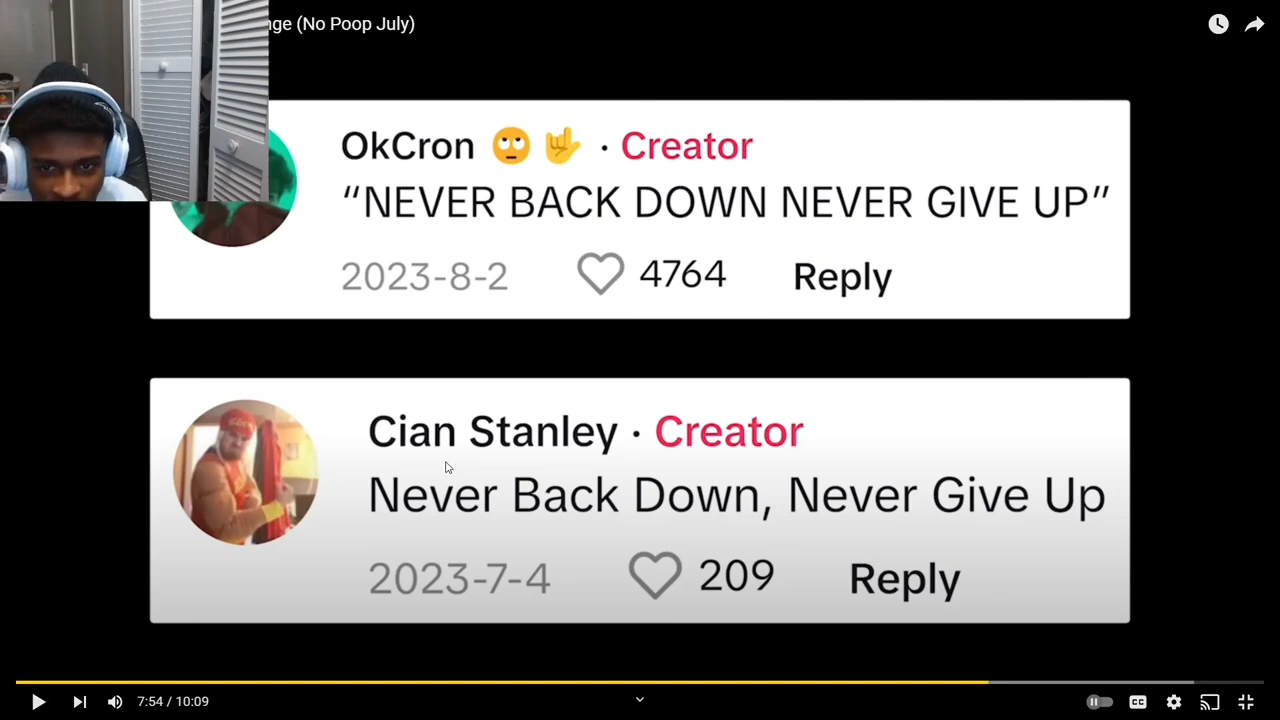 nge (No Poop July)
OkCron 🙄 🤟 · Creator
“NEVER BACK DOWN NEVER GIVE UP”
2023-8-2 4764 Reply
Cian Stanley · Creator
Never Back Down, Never Give Up
2023-7-4 209 Reply
7:54 / 10:09
CC